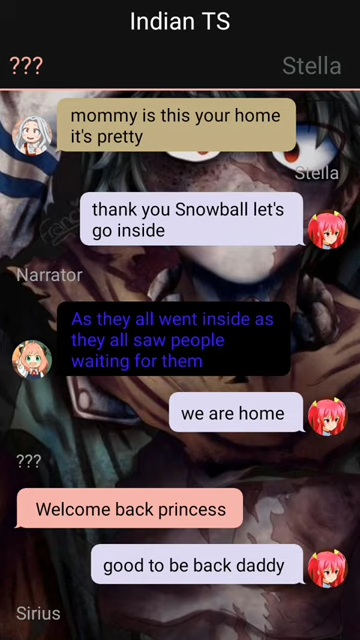 Indian TS
???
Stella
mommy is this your home
it's pretty
Stella
thank you Snowball let's
go inside
Narrator
As they all went inside as
they all saw people
waiting for them
we are home
???
Welcome back princess
good to be back daddy
Sirius